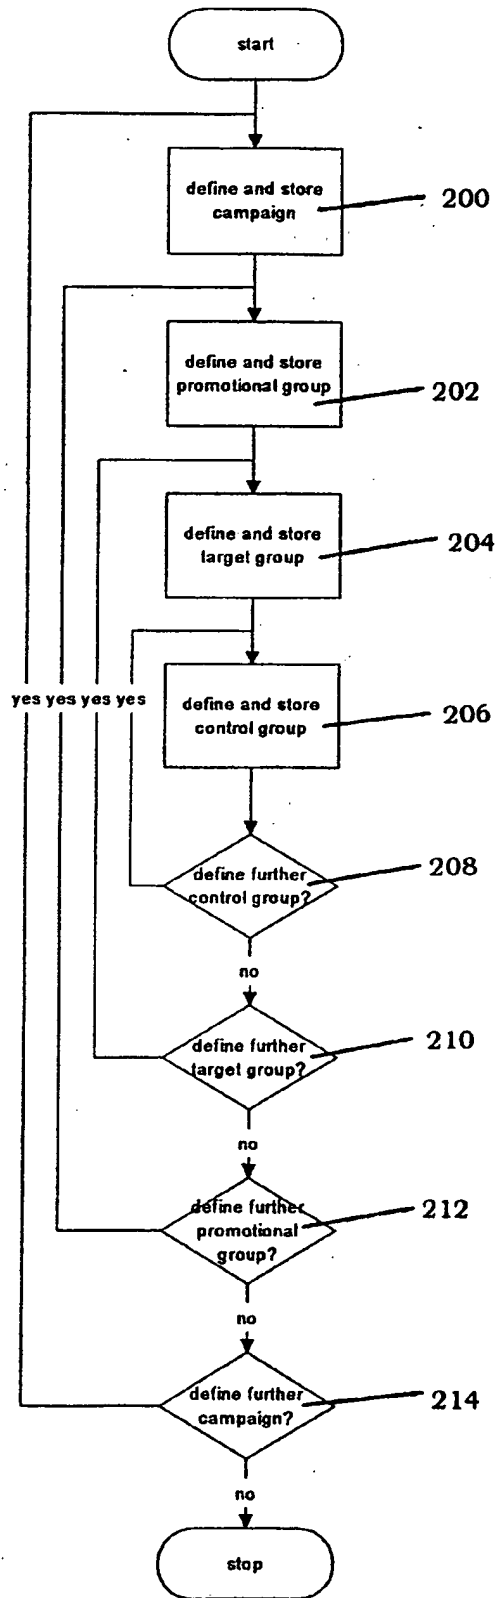 start
define and store
campaign
200
define and store
promotional group
202
define and store
target group
204
define and store
control group
206
yes yes yes yes
define further
control group?
208
no
define further
target group?
210
no
define further
promotional
group?
212
no
define further
campaign?
214
no
stop